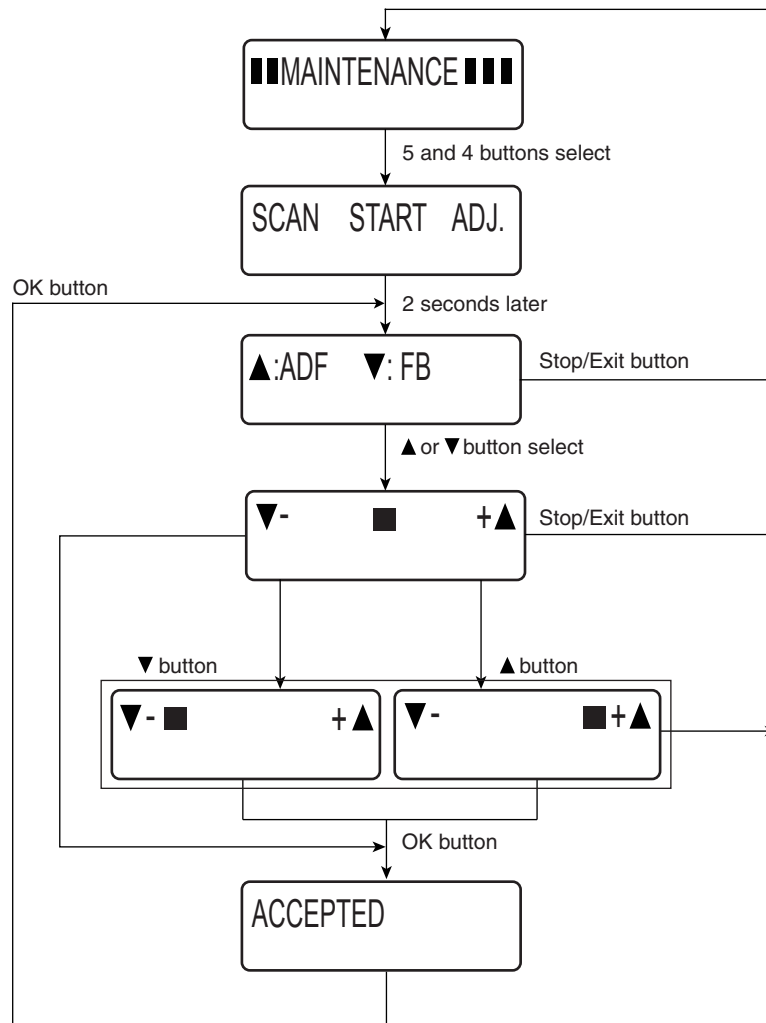 ▮▮MAINTENANCE▮▮▮
5 and 4 buttons select
SCAN START ADJ.
OK button
2 seconds later
▲:ADF ▼: FB
Stop/Exit button
▲ or ▼ button select
▼- ■ +▲
Stop/Exit button
▼ button
▲ button
▼- ■ +▲
▼- ■+▲
OK button
ACCEPTED